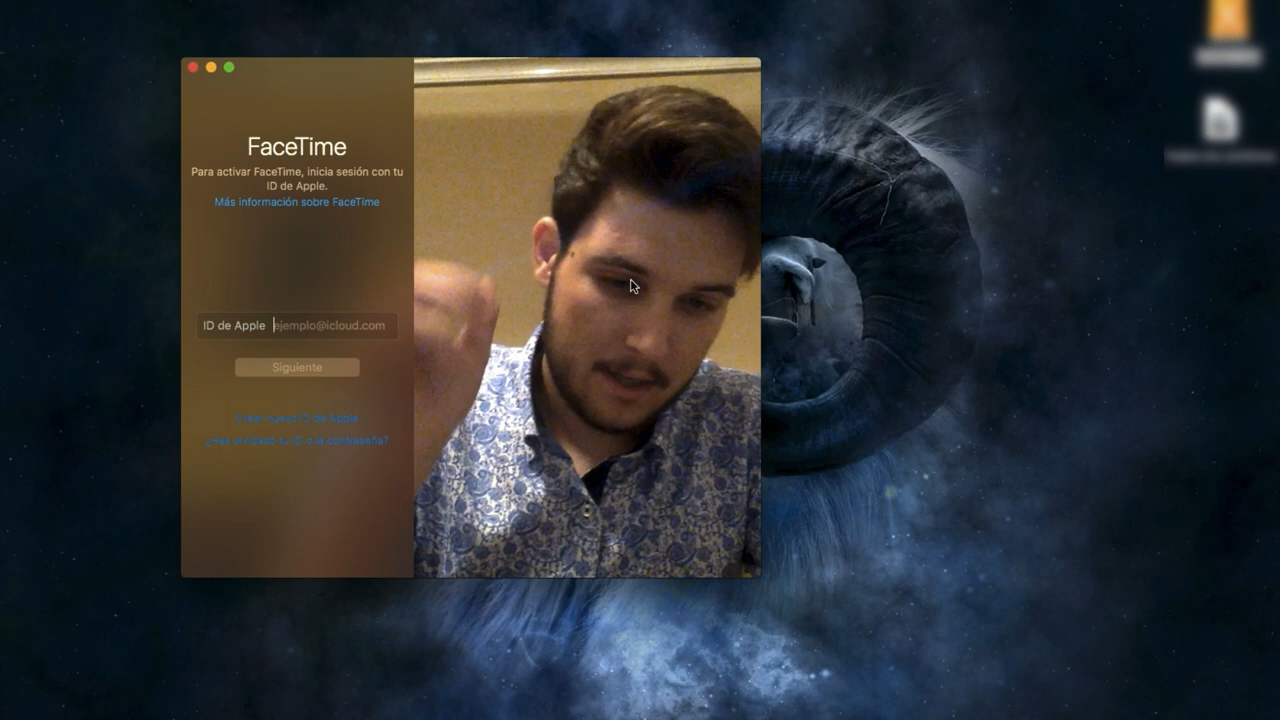 FaceTime
Para activar FaceTime, inicia sesión con tu
ID de Apple.
Más información sobre FaceTime
ID de Apple ejemplo@icloud.com
Siguiente
Crear nuevo ID de Apple
¿Has olvidado tu ID o la contraseña?